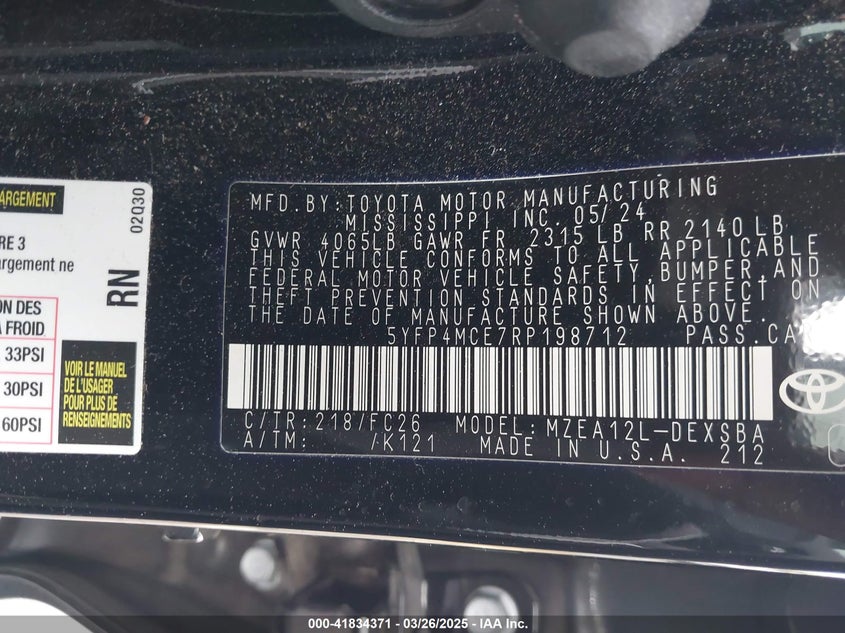 ARGEMENT
RE 3
argement ne
ON DES
A FROID
33PSI
30PSI
60PSI
02Q30
RN
VOIR LE MANUEL
DE L'USAGER
POUR PLUS DE
RENSEIGNEMENTS
MFD.BY:TOYOTA MOTOR MANUFACTURING
MISSISSIPPI INC. 05/24
GVWR 4065LB GAWR FR 2315 LB RR 2140 LB
THIS VEHICLE CONFORMS TO ALL APPLICABLE
FEDERAL MOTOR VEHICLE SAFETY,BUMPER,AND
THEFT PREVENTION STANDARDS IN EFFECT ON
THE DATE OF MANUFACTURE SHOWN ABOVE.
5YFP4MCE7RP198712 PASS.CA
C/TR:218/FC26 MODEL:MZEA12L-DEXSBA
A/TM: /K121 MADE IN U.S.A. 212
000-41834371 - 03/26/2025 - IAA Inc.